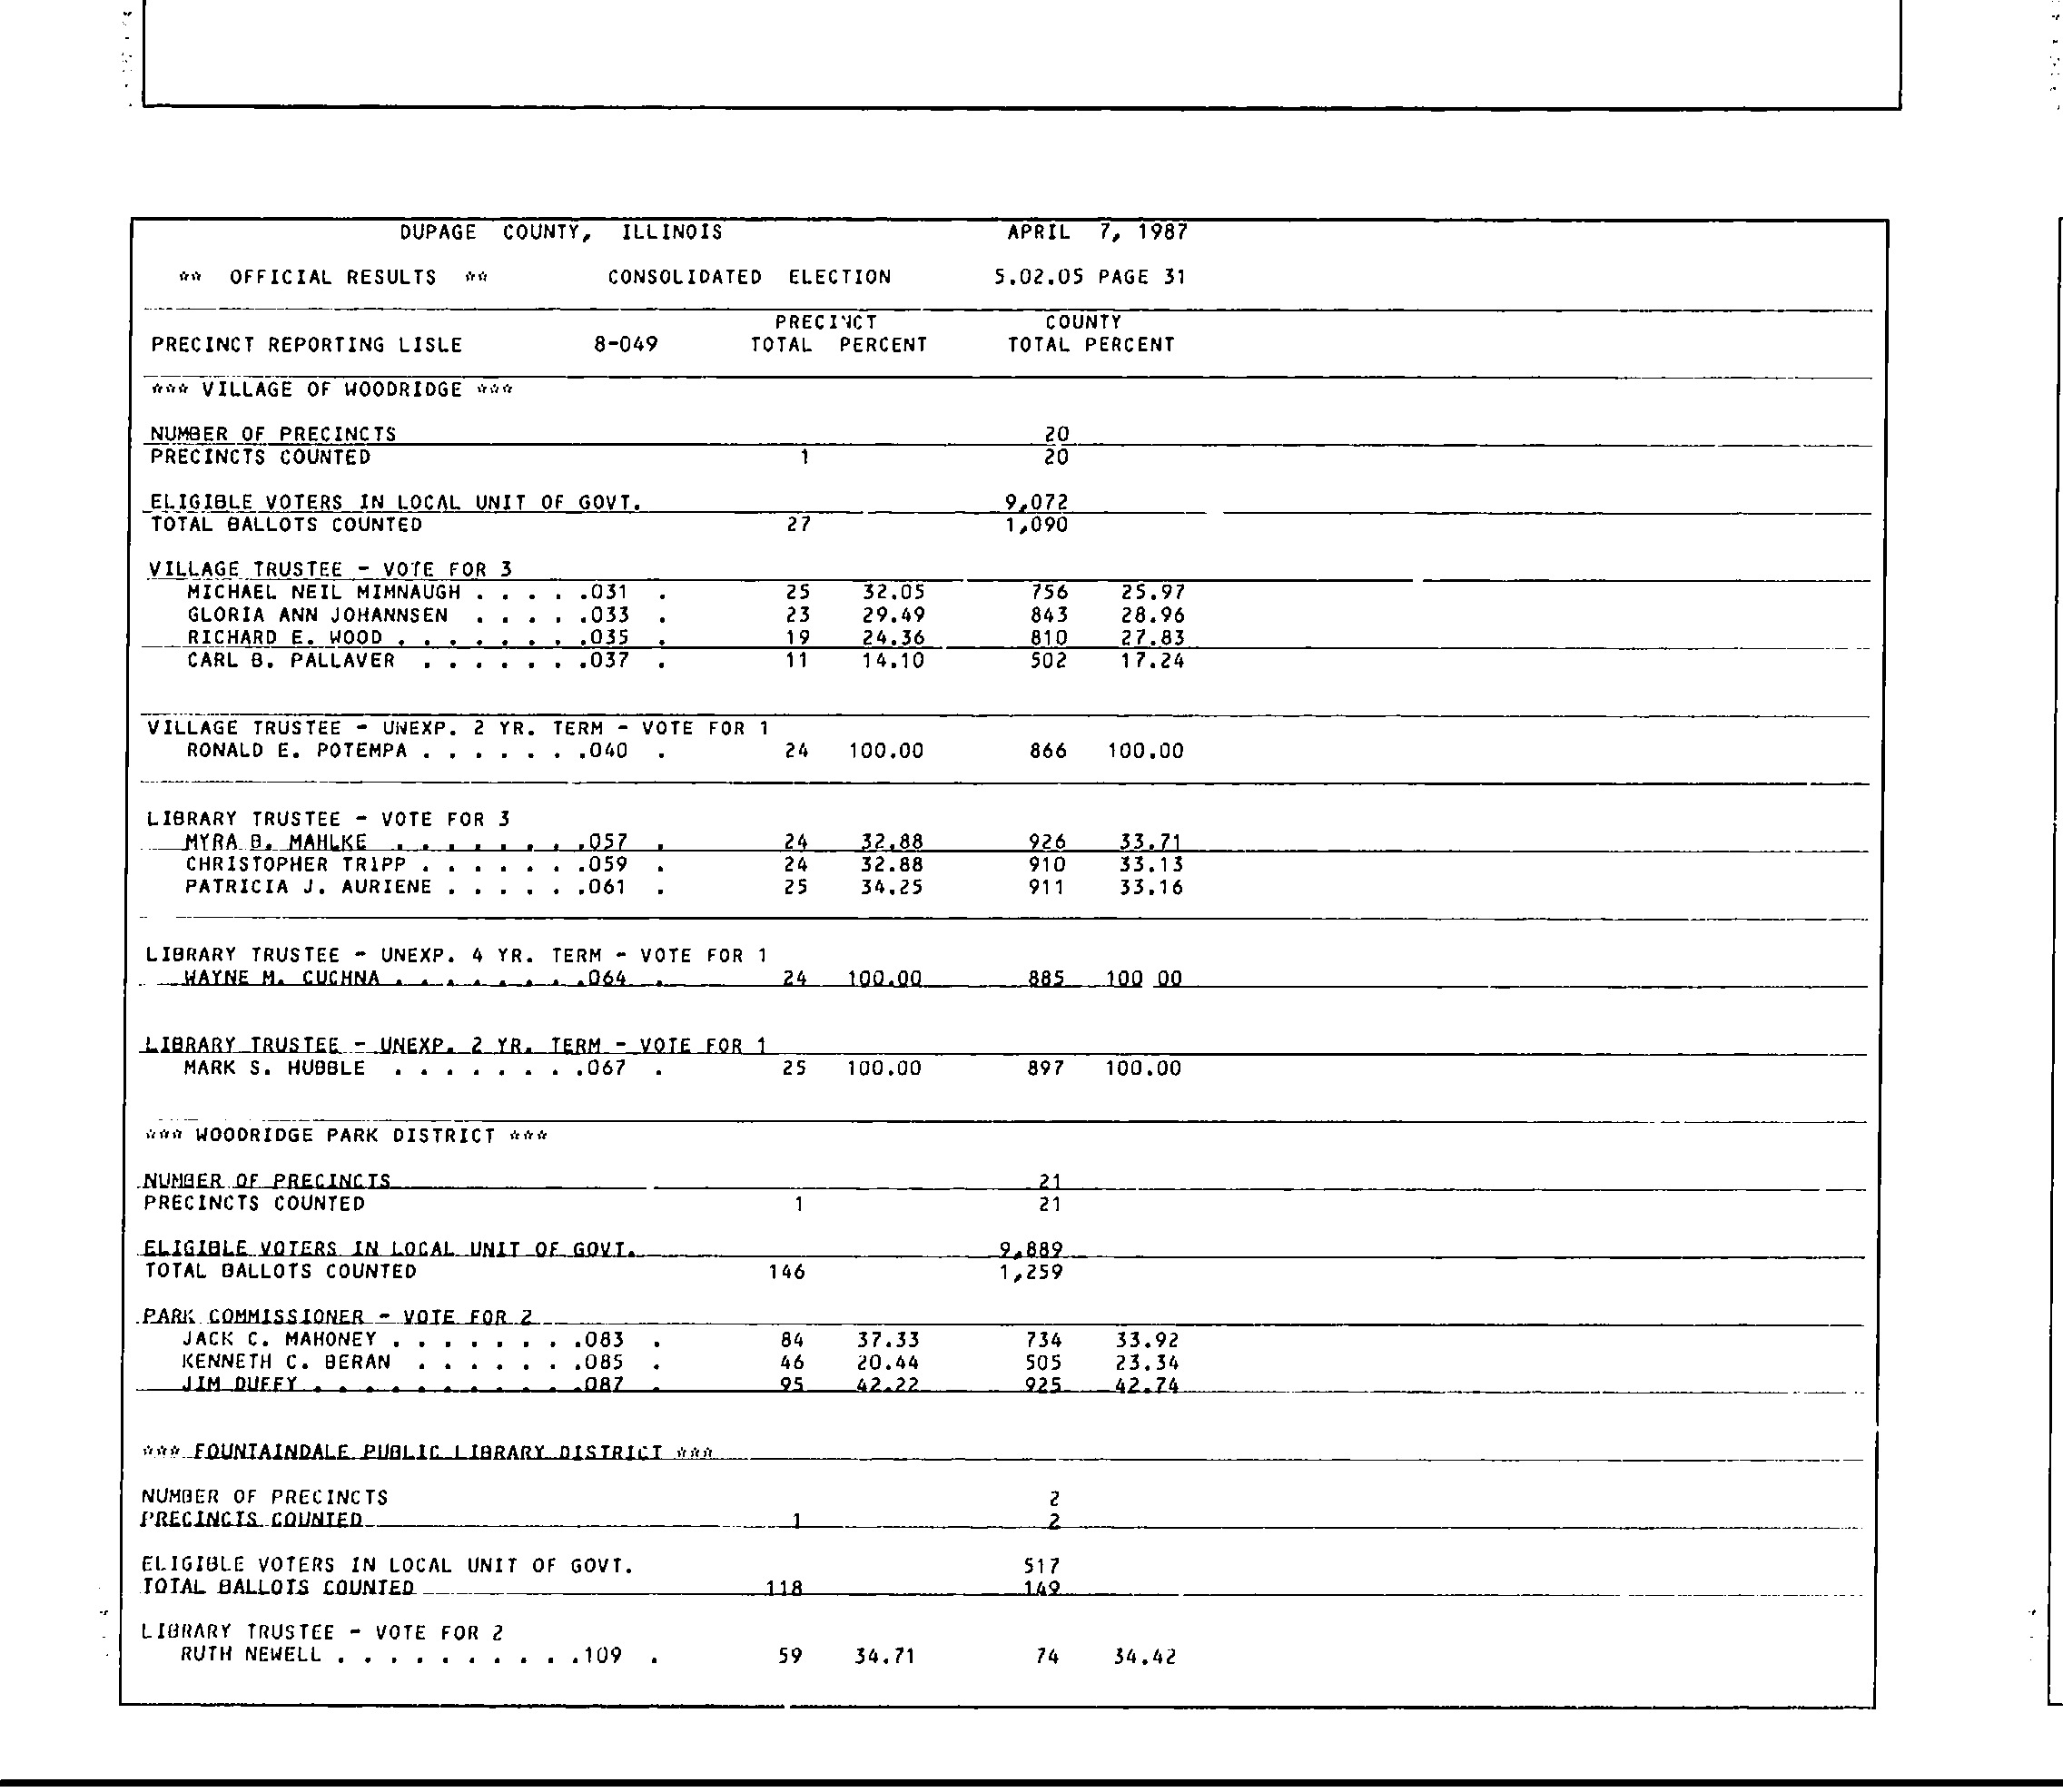 DUPAGE COUNTY, ILLINOIS APRIL 7, 1987
** OFFICIAL RESULTS ** CONSOLIDATED ELECTION 5.02.05 PAGE 31
PRECINCT COUNTY
PRECINCT REPORTING LISLE 8-049 TOTAL PERCENT TOTAL PERCENT
*** VILLAGE OF WOODRIDGE ***
NUMBER OF PRECINCTS 20
PRECINCTS COUNTED 1 20
ELIGIBLE VOTERS IN LOCAL UNIT OF GOVT. 9,072
TOTAL BALLOTS COUNTED 27 1,090
VILLAGE TRUSTEE - VOTE FOR 3
MICHAEL NEIL MIMNAUGH . . . . .031 . 25 32.05 756 25.97
GLORIA ANN JOHANNSEN . . . . .033 . 23 29.49 843 28.96
RICHARD E. WOOD . . . . . . . .035 . 19 24.36 810 27.83
CARL B. PALLAVER . . . . . . .037 . 11 14.10 502 17.24
VILLAGE TRUSTEE - UNEXP. 2 YR. TERM - VOTE FOR 1
RONALD E. POTEMPA . . . . . . .040 . 24 100.00 866 100.00
LIBRARY TRUSTEE - VOTE FOR 3
MYRA B. MAHLKE . . . . . . . .057 . 24 32.88 926 33.71
CHRISTOPHER TRIPP . . . . . . .059 . 24 32.88 910 33.13
PATRICIA J. AURIENE . . . . . .061 . 25 34.25 911 33.16
LIBRARY TRUSTEE - UNEXP. 4 YR. TERM - VOTE FOR 1
WAYNE M. CUCHNA . . . . . . . .064 . 24 100.00 885 100 00
LIBRARY TRUSTEE - UNEXP. 2 YR. TERM - VOTE FOR 1
MARK S. HUBBLE . . . . . . . .067 . 25 100.00 897 100.00
*** WOODRIDGE PARK DISTRICT ***
NUMBER OF PRECINCTS 21
PRECINCTS COUNTED 1 21
ELIGIBLE VOTERS IN LOCAL UNIT OF GOVT. 9,889
TOTAL BALLOTS COUNTED 146 1,259
PARK COMMISSIONER - VOTE FOR 2
JACK C. MAHONEY . . . . . . . .083 . 84 37.33 734 33.92
KENNETH C. BERAN . . . . . . .085 . 46 20.44 505 23.34
JIM DUFFY . . . . . . . . . . .087 . 95 42.22 925 42.74
*** FOUNTAINDALE PUBLIC LIBRARY DISTRICT ***
NUMBER OF PRECINCTS 2
PRECINCTS COUNTED 1 2
ELIGIBLE VOTERS IN LOCAL UNIT OF GOVT. 517
TOTAL BALLOTS COUNTED 118 149
LIBRARY TRUSTEE - VOTE FOR 2
RUTH NEWELL . . . . . . . . . .109 . 59 34.71 74 34.42